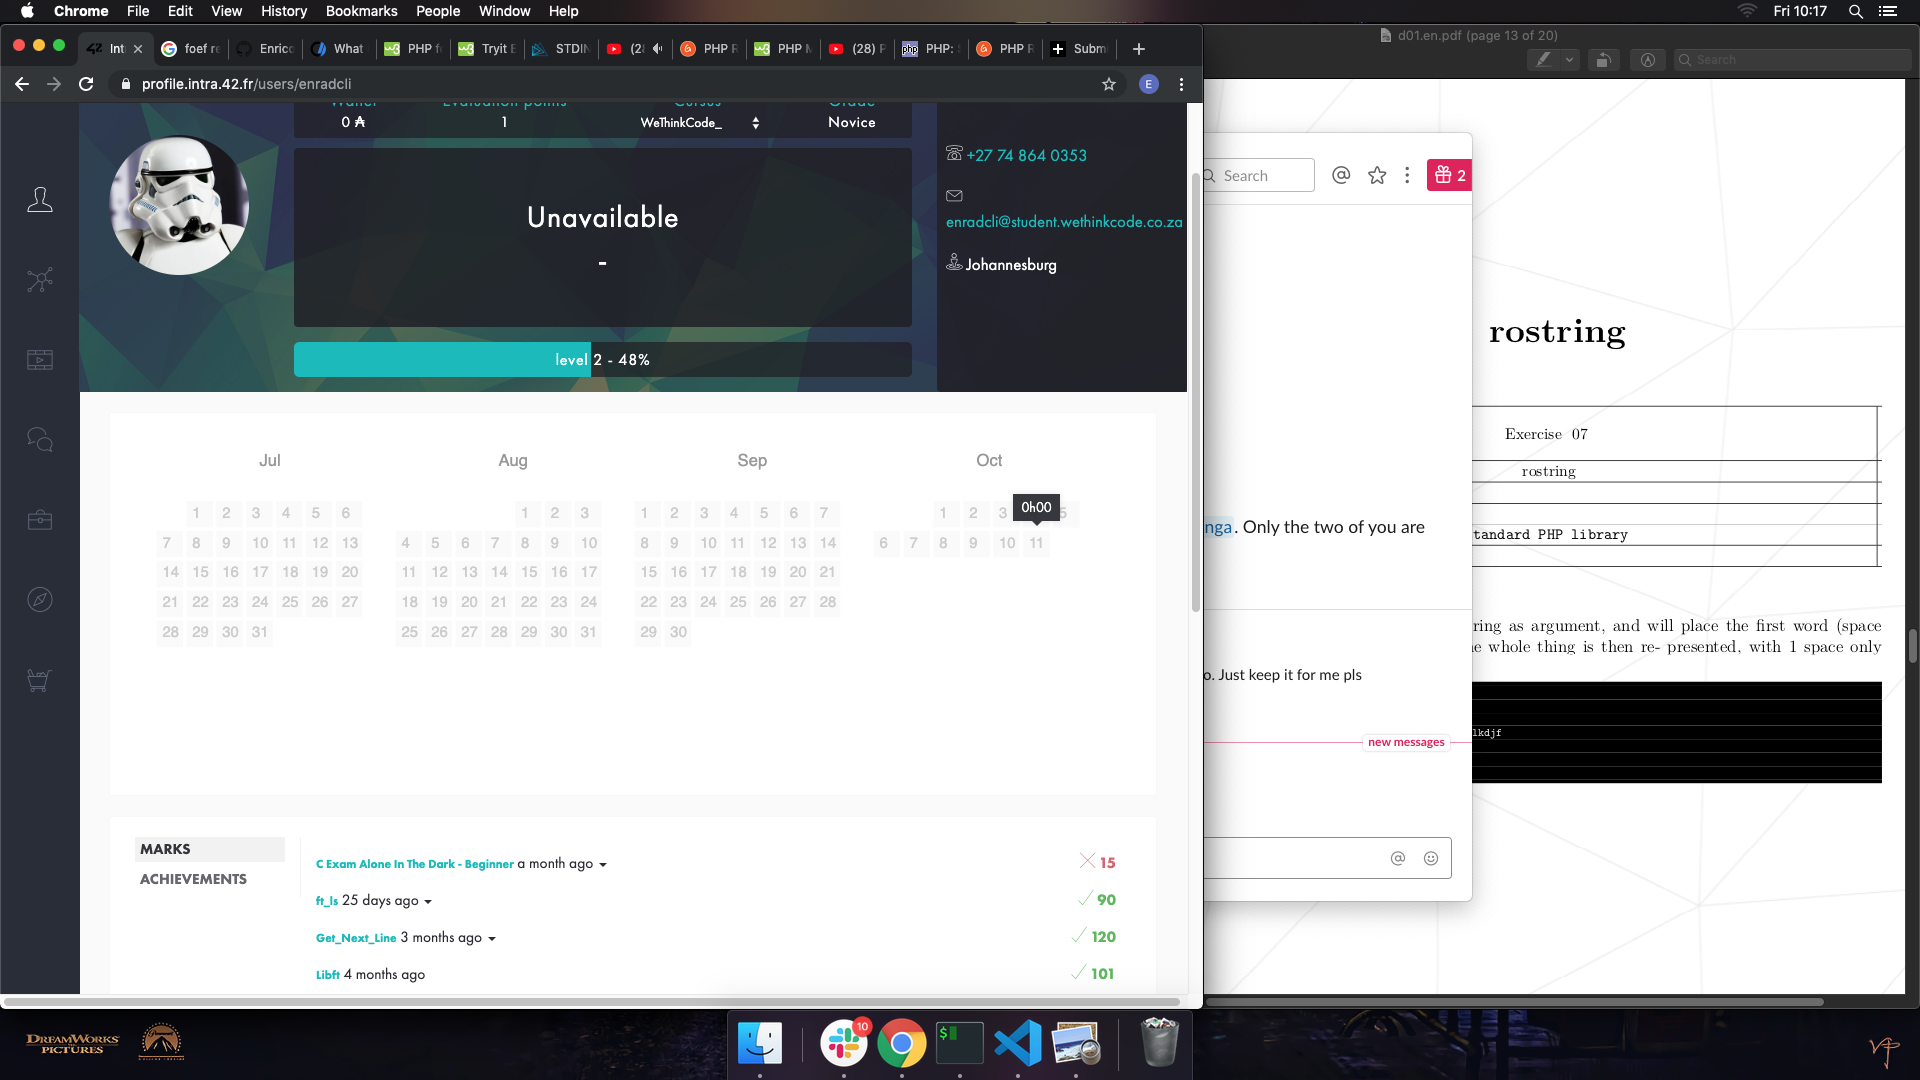 Chrome File Edit View History Bookmarks People Window Help
Fri 10:17
Int
foef re
Enrico
What
PHP f
Tryit E
STDIN
PHP R
PHP M
(28) P
PHP:
PHP R
Subm
d01.en.pdf (page 13 of 20)
Search
profile.intra.42.fr/users/enradcli
E
Wallet
Evaluation points
Cursus
Grade
0 ₳
1
WeThinkCode_
Novice
Unavailable
-
level 2 - 48%
+27 74 864 0353
enradcli@student.wethinkcode.co.za
Johannesburg
Jul
1 2 3 4 5 6
7 8 9 10 11 12 13
14 15 16 17 18 19 20
21 22 23 24 25 26 27
28 29 30 31
Aug
1 2 3
4 5 6 7 8 9 10
11 12 13 14 15 16 17
18 19 20 21 22 23 24
25 26 27 28 29 30 31
Sep
1 2 3 4 5 6 7
8 9 10 11 12 13 14
15 16 17 18 19 20 21
22 23 24 25 26 27 28
29 30
Oct
0h00
1 2 3 5
6 7 8 9 10 11
MARKS
ACHIEVEMENTS
C Exam Alone In The Dark - Beginner a month ago
15
ft_ls 25 days ago
90
Get_Next_Line 3 months ago
120
Libft 4 months ago
101
Search
2
nga. Only the two of you are
o. Just keep it for me pls
new messages
rostring
Exercise 07
rostring
tandard PHP library
ring as argument, and will place the first word (space
e whole thing is then re- presented, with 1 space only
lkdjf
DREAMWORKS
PICTURES
10
$